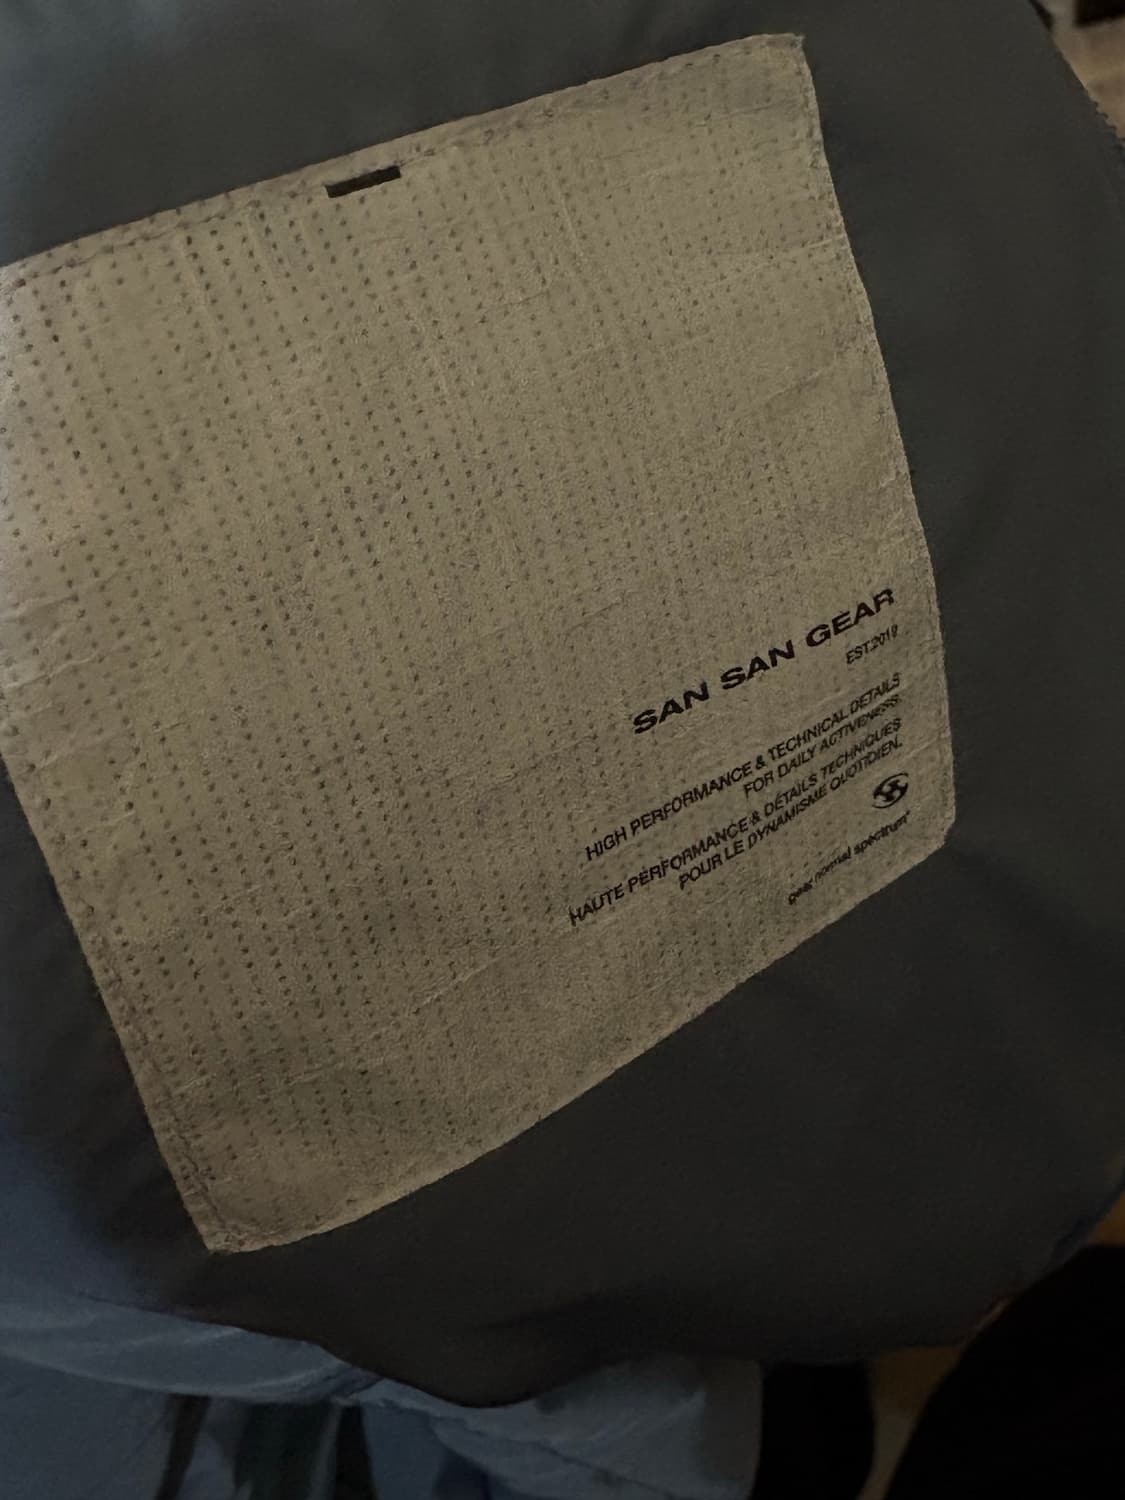 SAN SAN GEAR
EST.2019
HIGH PERFORMANCE & TECHNICAL DETAILS
FOR DAILY ACTIVENESS.
HAUTE PERFORMANCE & DÉTAILS TECHNIQUES
POUR LE DYNAMISME QUOTIDIEN.
gear normal spectrum®